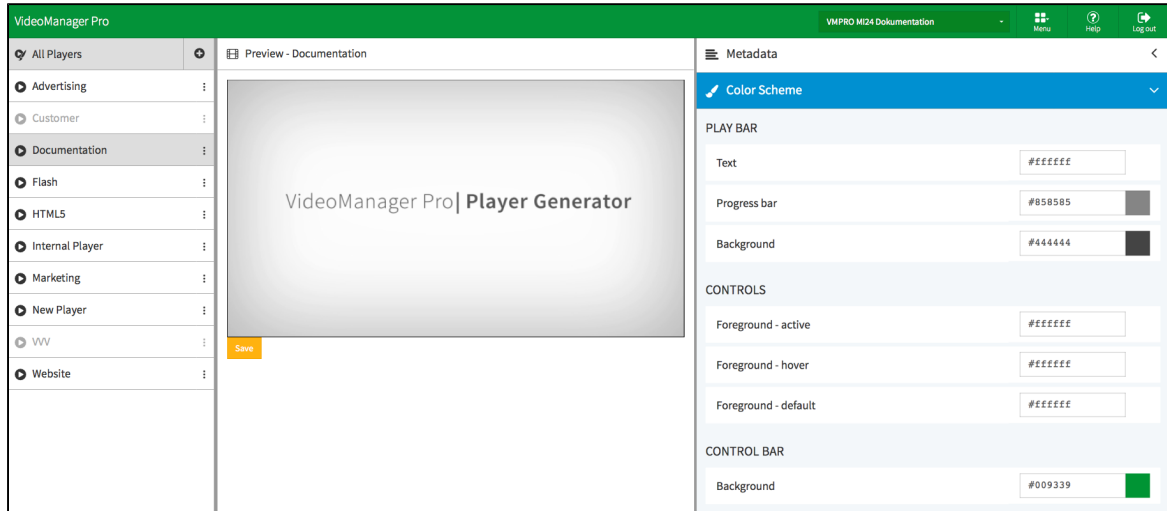 VideoManager Pro
VMPRO MI24 Dokumentation
Menu
Help
Log out
All Players
Advertising
Customer
Documentation
Flash
HTML5
Internal Player
Marketing
New Player
VVV
Website
Preview - Documentation
VideoManager Pro| Player Generator
Save
Metadata
Color Scheme
PLAY BAR
Text #ffffff
Progress bar #858585
Background #444444
CONTROLS
Foreground - active #ffffff
Foreground - hover #ffffff
Foreground - default #ffffff
CONTROL BAR
Background #009339